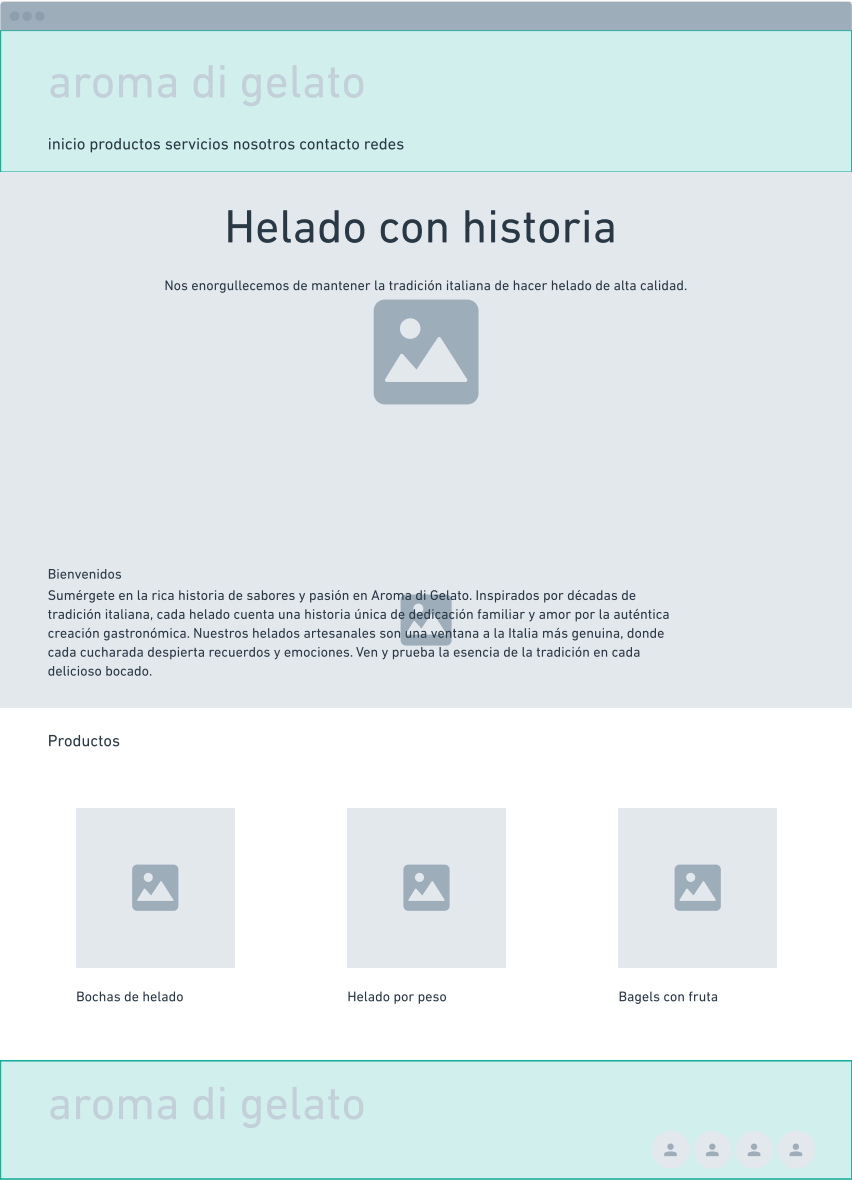 aroma di gelato
inicio productos servicios nosotros contacto redes
Helado con historia
Nos enorgullecemos de mantener la tradición italiana de hacer helado de alta calidad.
Bienvenidos
Sumérgete en la rica historia de sabores y pasión en Aroma di Gelato. Inspirados por décadas de
tradición italiana, cada helado cuenta una historia única de dedicación familiar y amor por la auténtica
creación gastronómica. Nuestros helados artesanales son una ventana a la Italia más genuina, donde
cada cucharada despierta recuerdos y emociones. Ven y prueba la esencia de la tradición en cada
delicioso bocado.
Productos
Bochas de helado
Helado por peso
Bagels con fruta
aroma di gelato